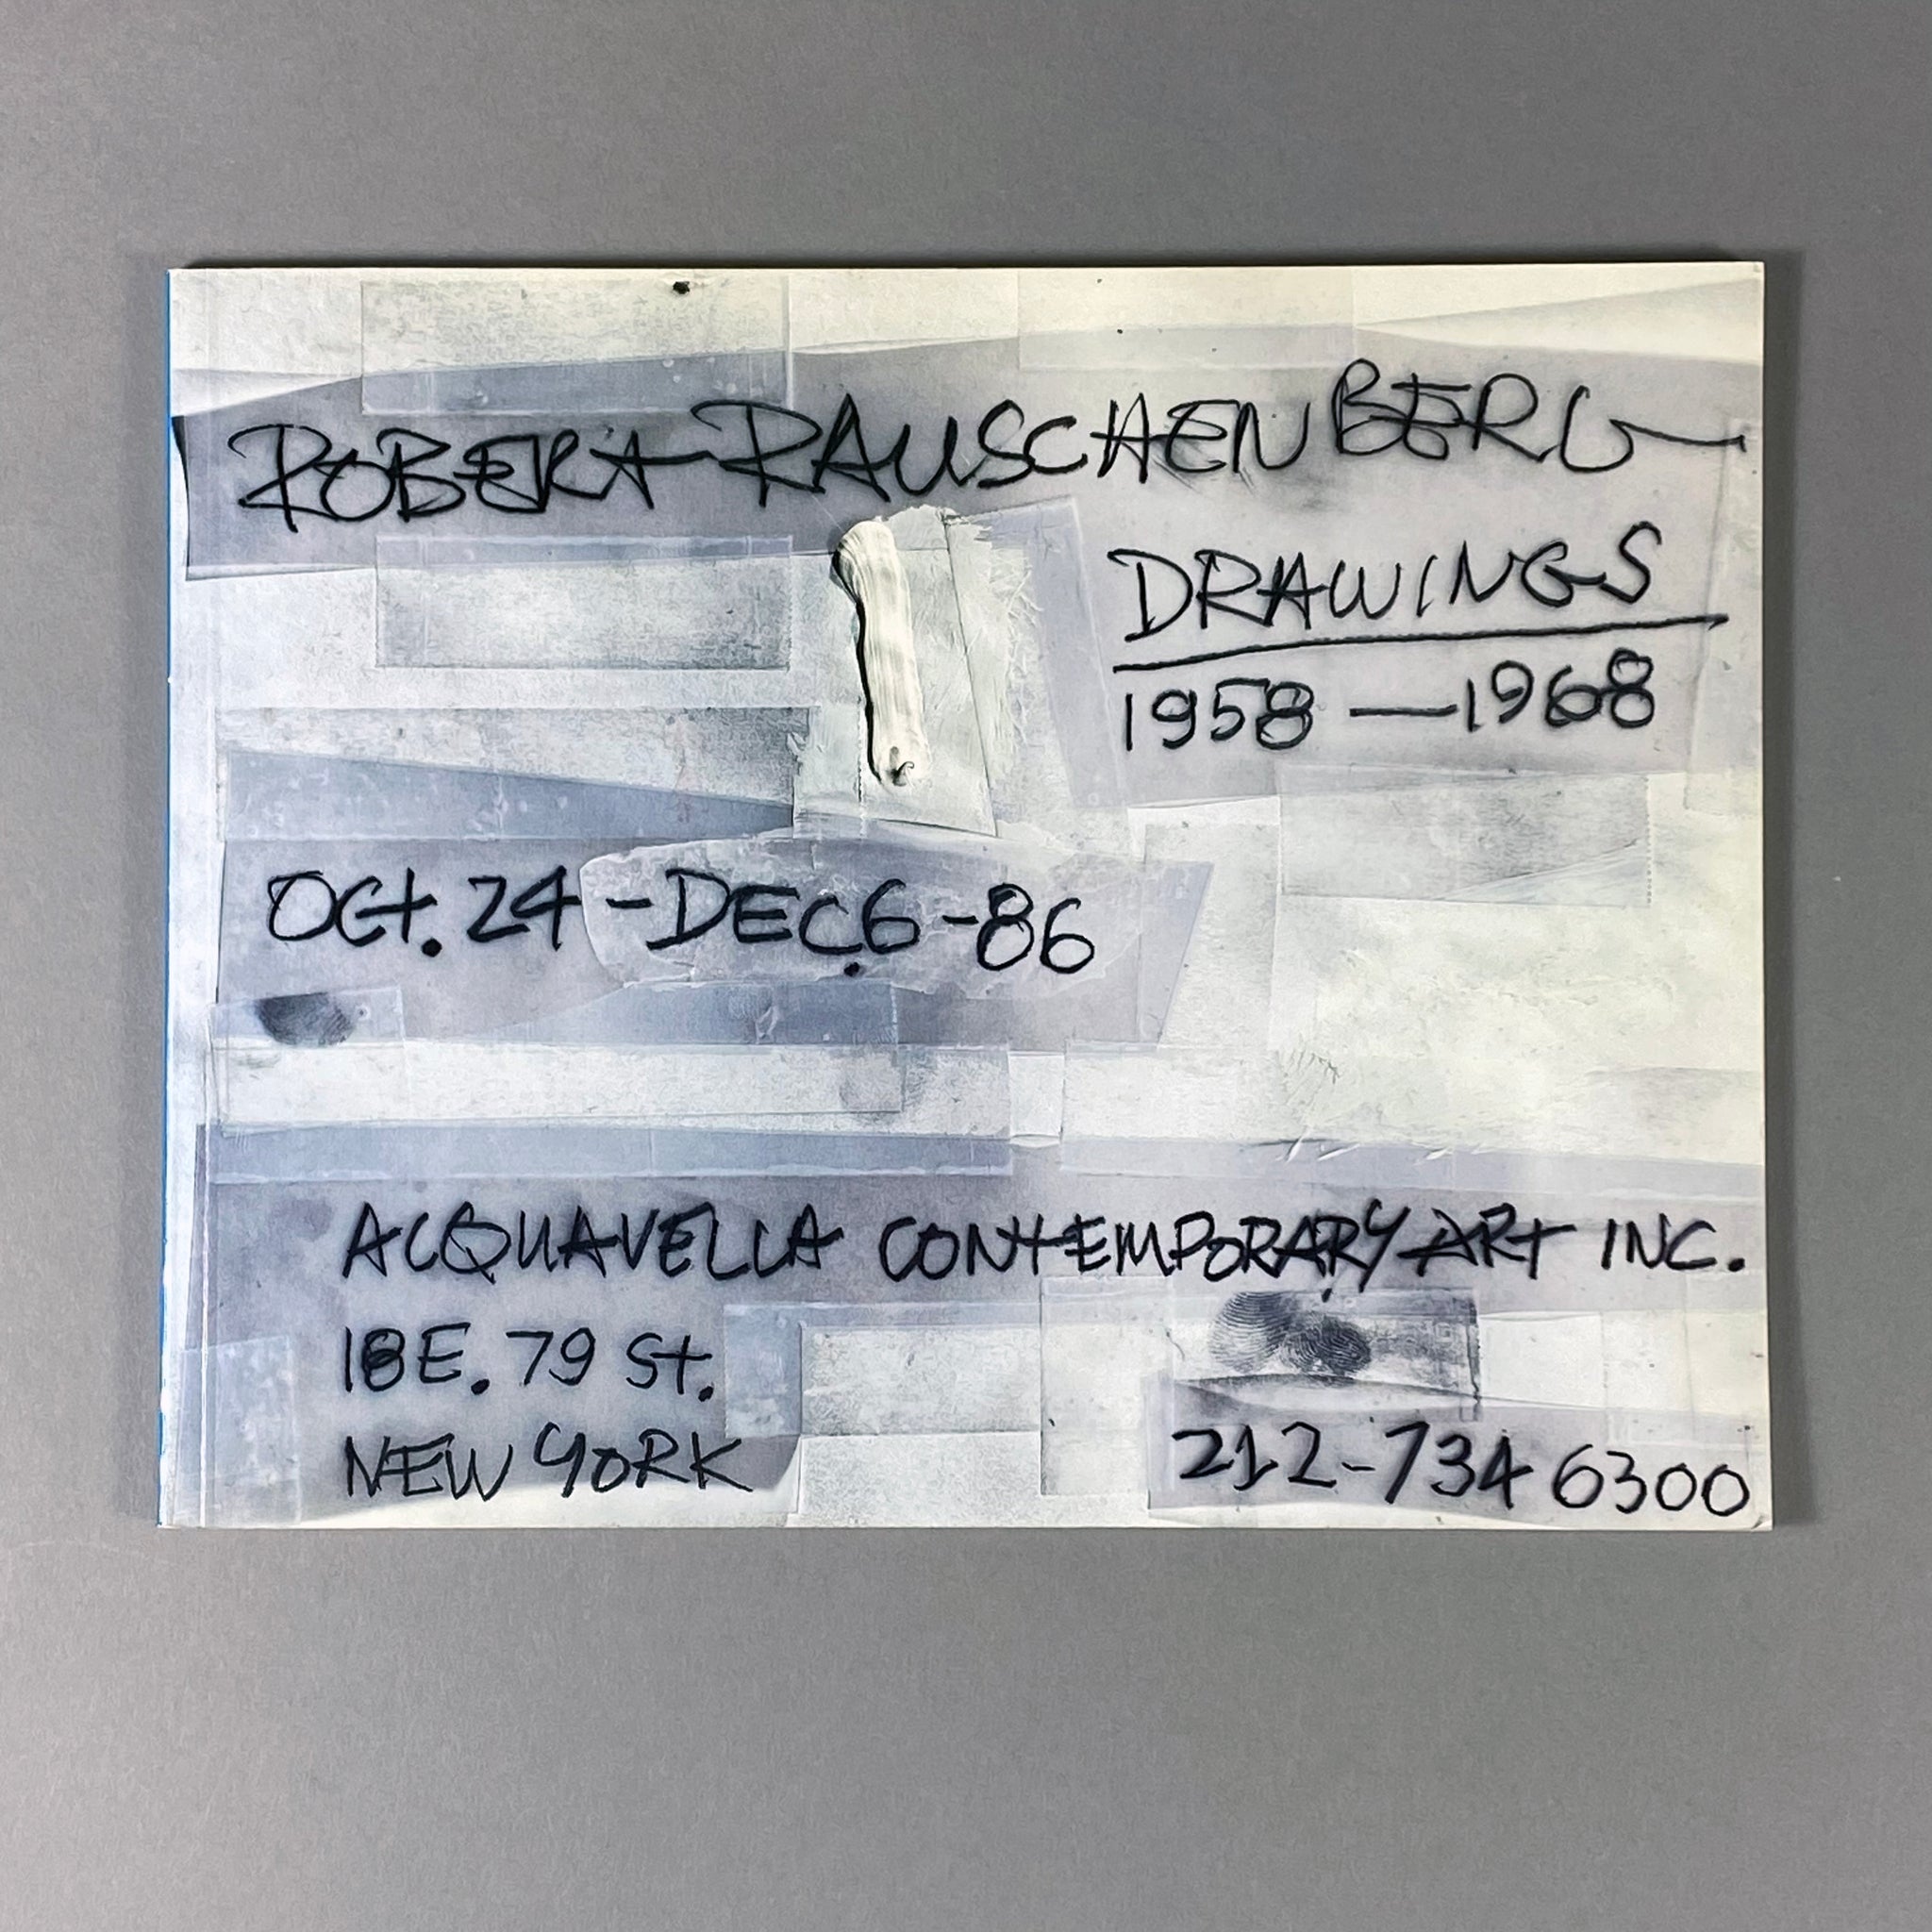 ROBERT RAUSCHENBERG
DRAWINGS
1958 — 1968
OCT. 24 - DEC. 6 - 86
ACQUAVELLA CONTEMPORARY ART INC.
18 E. 79 St.
NEW YORK
212-734 6300